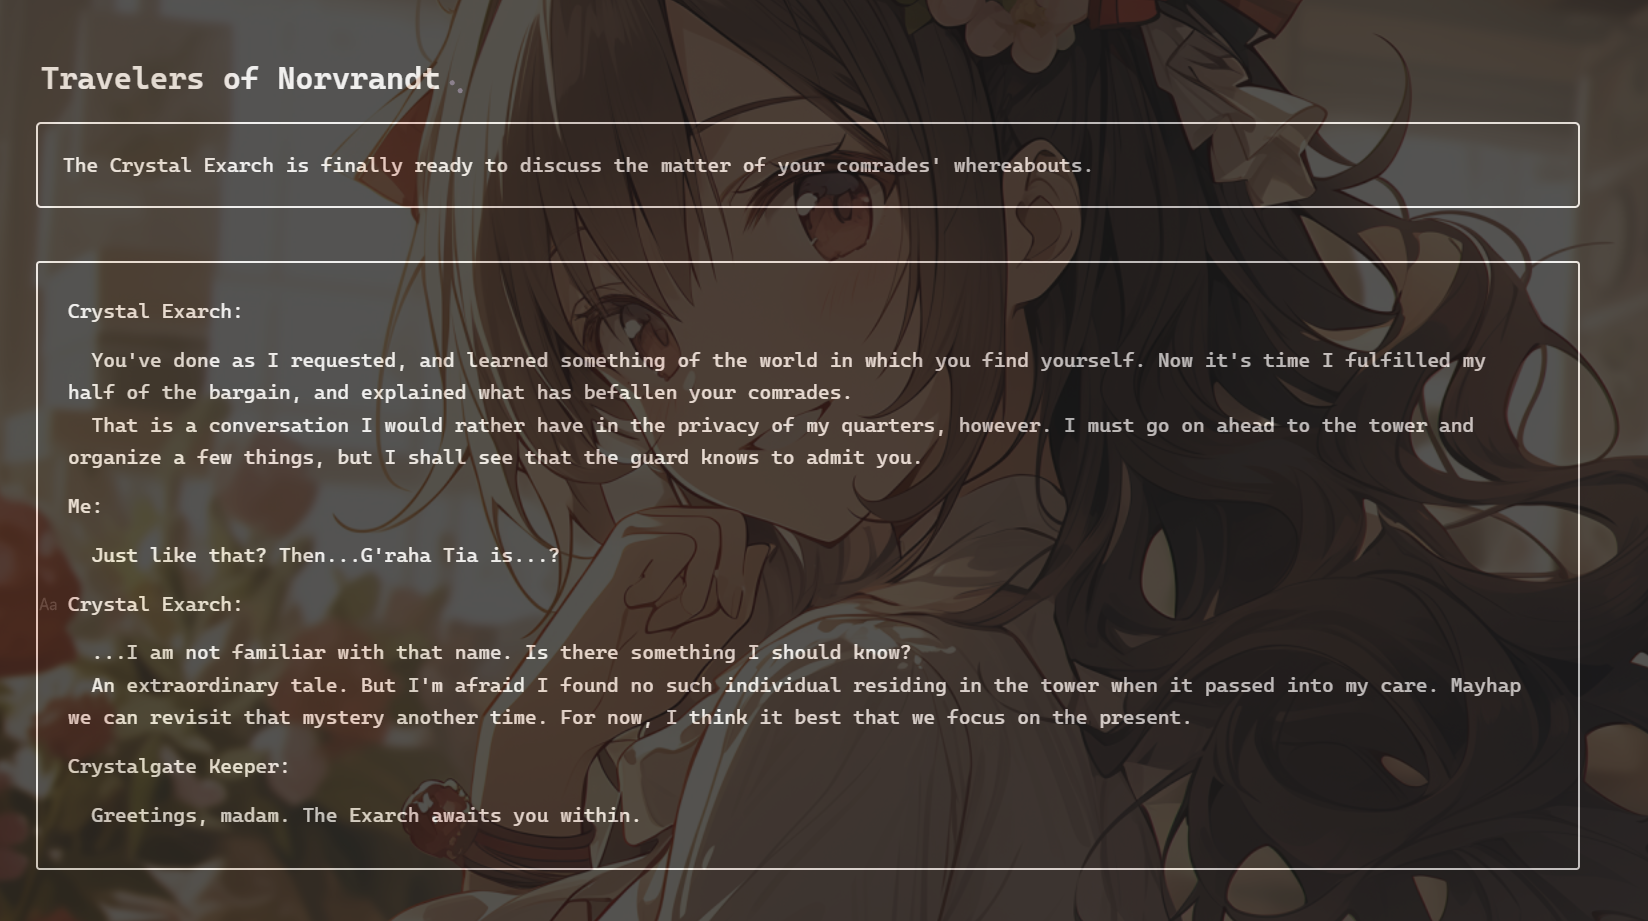 Travelers of Norvrandt
The Crystal Exarch is finally ready to discuss the matter of your comrades' whereabouts.
Crystal Exarch:
You've done as I requested, and learned something of the world in which you find yourself. Now it's time I fulfilled my
half of the bargain, and explained what has befallen your comrades.
That is a conversation I would rather have in the privacy of my quarters, however. I must go on ahead to the tower and
organize a few things, but I shall see that the guard knows to admit you.
Me:
Just like that? Then...G'raha Tia is...?
Aa
Crystal Exarch:
...I am not familiar with that name. Is there something I should know?
An extraordinary tale. But I'm afraid I found no such individual residing in the tower when it passed into my care. Mayhap
we can revisit that mystery another time. For now, I think it best that we focus on the present.
Crystalgate Keeper:
Greetings, madam. The Exarch awaits you within.